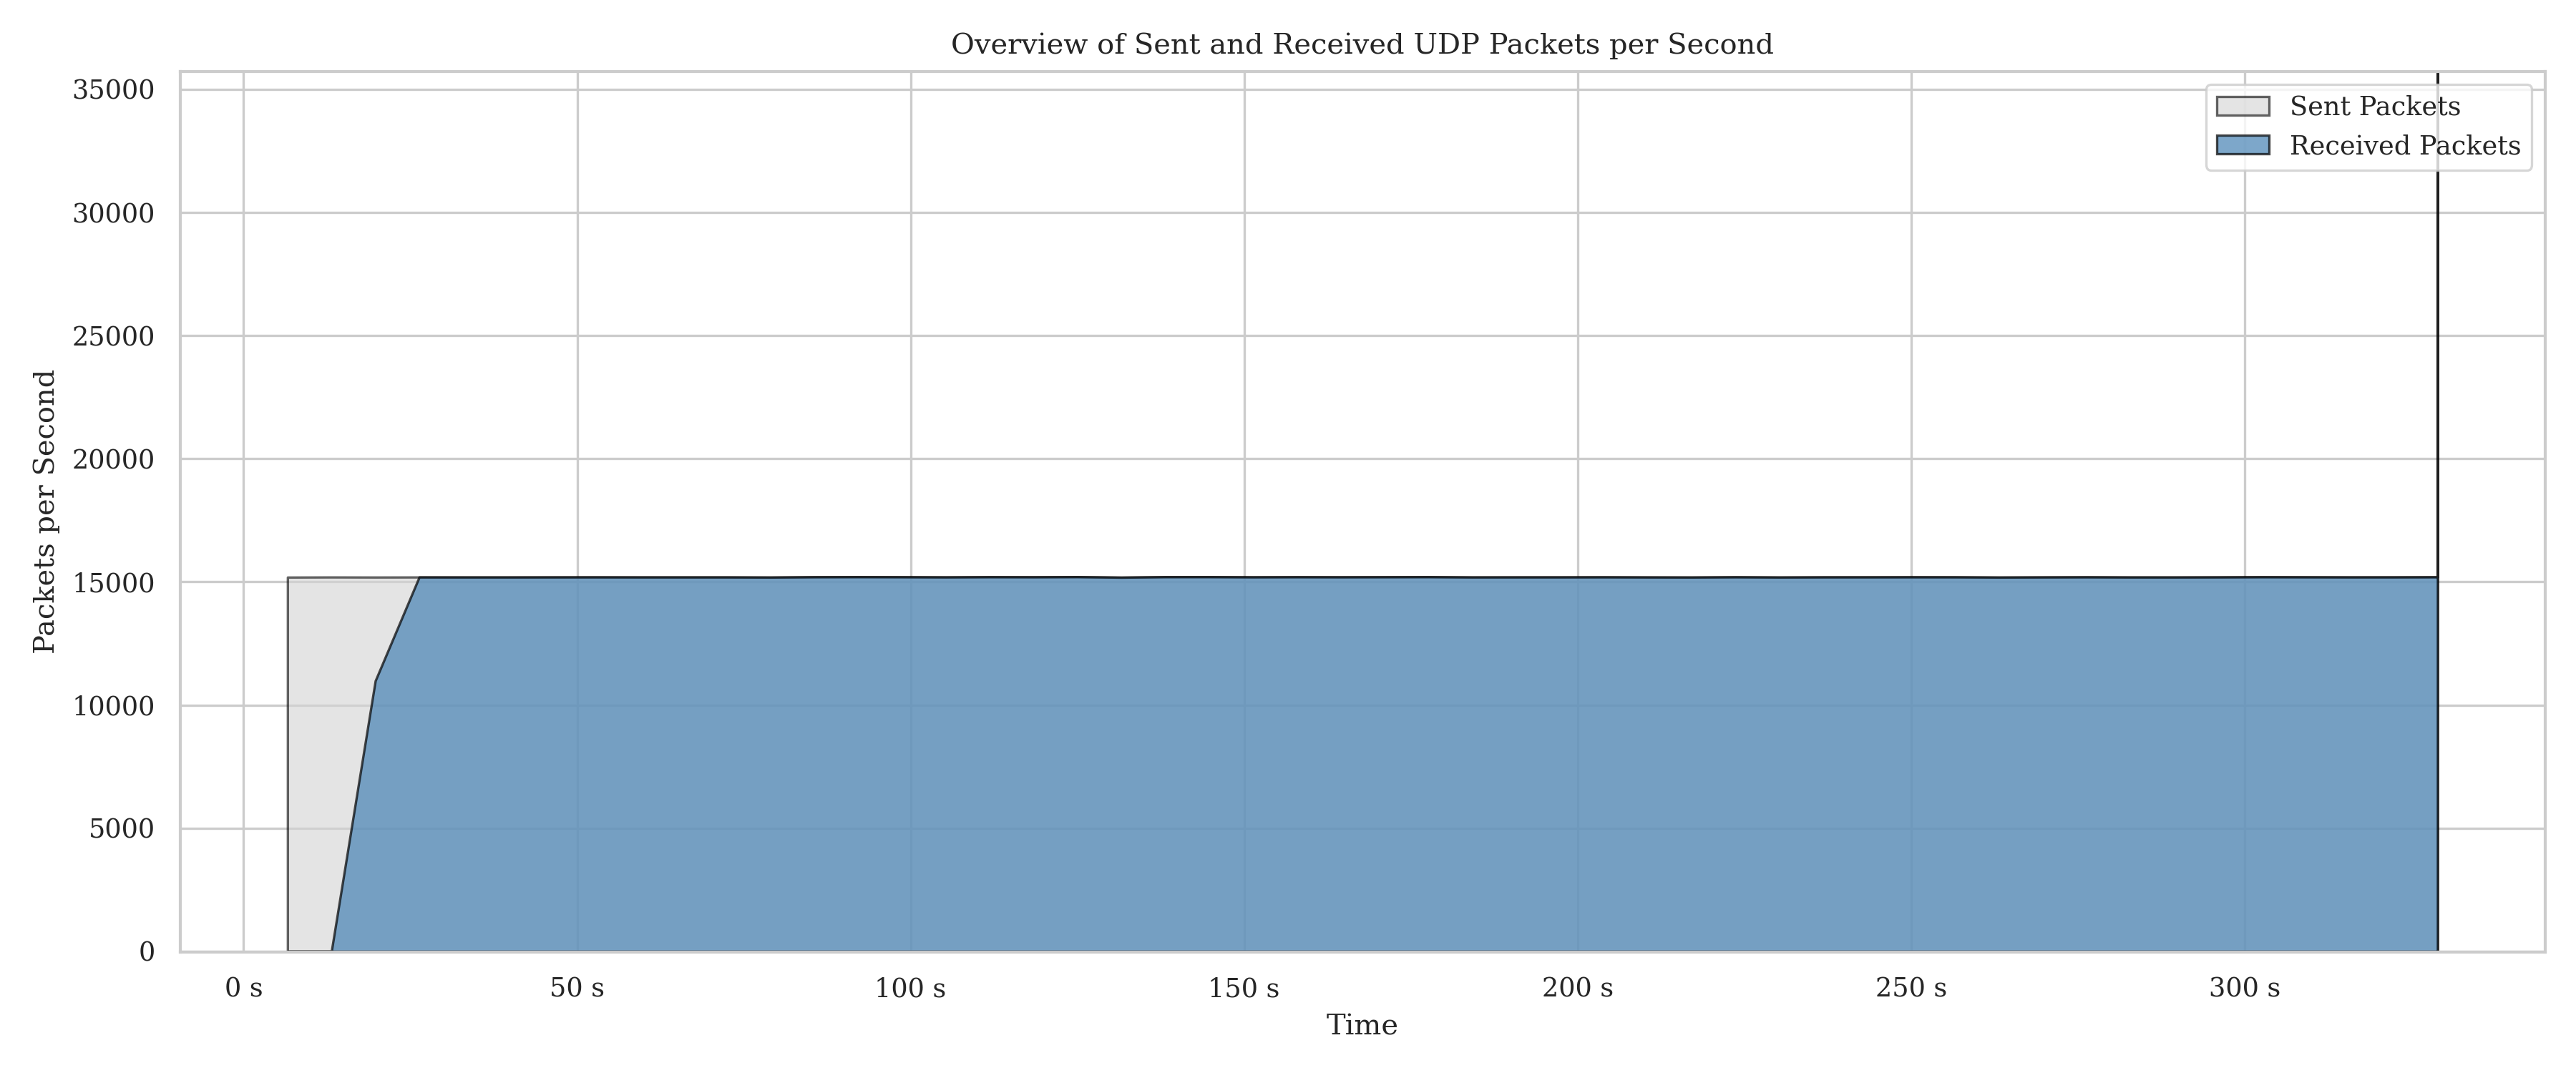 Overview of Sent and Received UDP Packets per Second
Sent Packets
Received Packets
Packets per Second
35000
30000
25000
20000
15000
10000
5000
0
0 s 50 s 100 s 150 s 200 s 250 s 300 s
Time